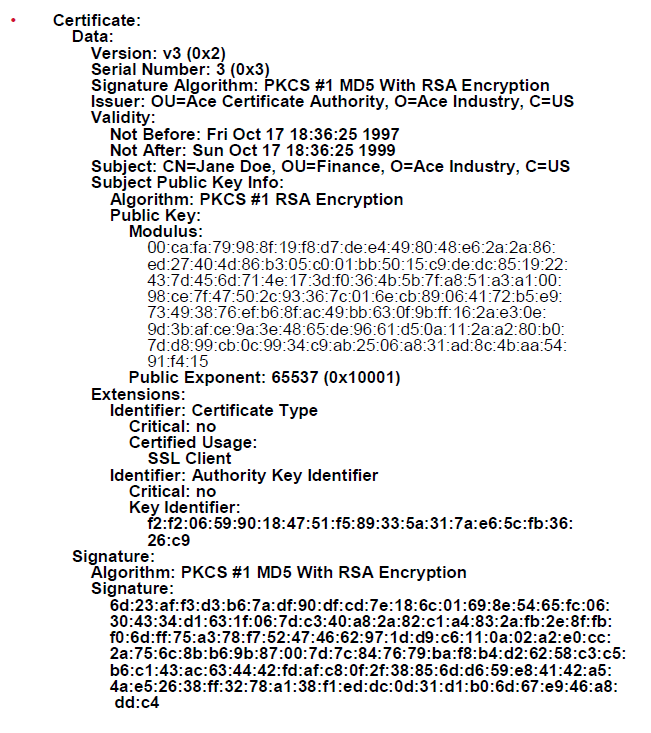 • Certificate:
Data:
Version: v3 (0x2)
Serial Number: 3 (0x3)
Signature Algorithm: PKCS #1 MD5 With RSA Encryption
Issuer: OU=Ace Certificate Authority, O=Ace Industry, C=US
Validity:
Not Before: Fri Oct 17 18:36:25 1997
Not After: Sun Oct 17 18:36:25 1999
Subject: CN=Jane Doe, OU=Finance, O=Ace Industry, C=US
Subject Public Key Info:
Algorithm: PKCS #1 RSA Encryption
Public Key:
Modulus:
00:ca:fa:79:98:8f:19:f8:d7:de:e4:49:80:48:e6:2a:2a:86:
ed:27:40:4d:86:b3:05:c0:01:bb:50:15:c9:de:dc:85:19:22:
43:7d:45:6d:71:4e:17:3d:f0:36:4b:5b:7f:a8:51:a3:a1:00:
98:ce:7f:47:50:2c:93:36:7c:01:6e:cb:89:06:41:72:b5:e9:
73:49:38:76:ef:b6:8f:ac:49:bb:63:0f:9b:ff:16:2a:e3:0e:
9d:3b:af:ce:9a:3e:48:65:de:96:61:d5:0a:11:2a:a2:80:b0:
7d:d8:99:cb:0c:99:34:c9:ab:25:06:a8:31:ad:8c:4b:aa:54:
91:f4:15
Public Exponent: 65537 (0x10001)
Extensions:
Identifier: Certificate Type
Critical: no
Certified Usage:
SSL Client
Identifier: Authority Key Identifier
Critical: no
Key Identifier:
f2:f2:06:59:90:18:47:51:f5:89:33:5a:31:7a:e6:5c:fb:36:
26:c9
Signature:
Algorithm: PKCS #1 MD5 With RSA Encryption
Signature:
6d:23:af:f3:d3:b6:7a:df:90:df:cd:7e:18:6c:01:69:8e:54:65:fc:06:
30:43:34:d1:63:1f:06:7d:c3:40:a8:2a:82:c1:a4:83:2a:fb:2e:8f:fb:
f0:6d:ff:75:a3:78:f7:52:47:46:62:97:1d:d9:c6:11:0a:02:a2:e0:cc:
2a:75:6c:8b:b6:9b:87:00:7d:7c:84:76:79:ba:f8:b4:d2:62:58:c3:c5:
b6:c1:43:ac:63:44:42:fd:af:c8:0f:2f:38:85:6d:d6:59:e8:41:42:a5:
4a:e5:26:38:ff:32:78:a1:38:f1:ed:dc:0d:31:d1:b0:6d:67:e9:46:a8:
dd:c4